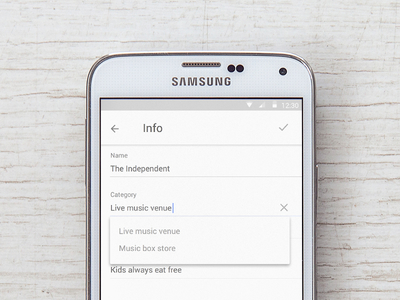 SAMSUNG
12:30
Info
Name
The Independent
Category
Live music venue
Live music venue
Music box store
Kids always eat free